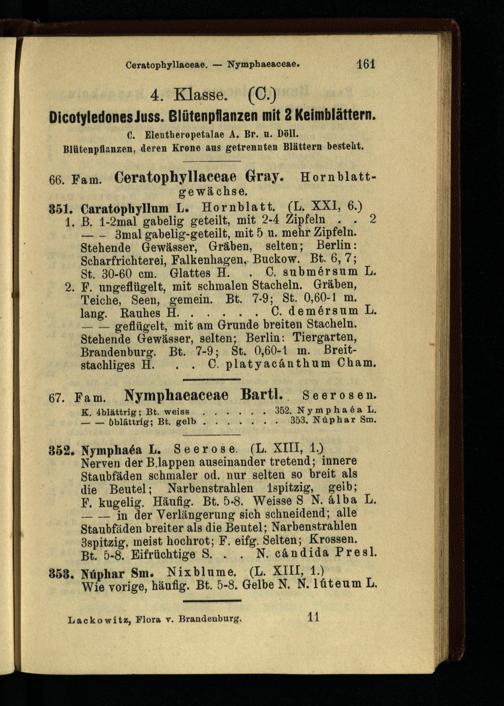 Ceratophyllaceae. — Nymphaeaceae. 161
4. Klasse. (C.)
Dicotyledones Juss. Blütenpflanzen mit 2 Keimblättern.
C. Eleutheropetalae A. Br. u. Döll.
Blütenpflanzen, deren Krone aus getrennten Blättern besteht.
66. Fam. Ceratophyllaceae Gray. Hornblatt-
gewächse.
351. Caratophyllum L. Hornblatt. (L. XXI, 6.)
1. B. 1-2mal gabelig geteilt, mit 2-4 Zipfeln . . 2
— — 3mal gabelig-geteilt, mit 5 u. mehr Zipfeln.
Stehende Gewässer, Gräben, selten; Berlin:
Scharfrichterei, Falkenhagen, Buckow. Bt. 6, 7;
St. 30-60 cm. Glattes H. . C. submérsum L.
2. F. ungeflügelt, mit schmalen Stacheln. Gräben,
Teiche, Seen, gemein. Bt. 7-9; St. 0,60-1 m.
lang. Rauhes H. . . . . . C. demérsum L.
— — geflügelt, mit am Grunde breiten Stacheln.
Stehende Gewässer, selten; Berlin: Tiergarten,
Brandenburg. Bt. 7-9; St. 0,60-1 m. Breit-
stachliges H. . . C. platyacánthum Cham.
67. Fam. Nymphaeaceae Bartl. Seerosen.
K. 4blättrig; Bt. weiss . . . . . . 352. Nymphaéa L.
— — 5blättrig; Bt. gelb . . . . . . . 353. Núphar Sm.
352. Nymphaéa L. Seerose. (L. XIII, 1.)
Nerven der B.lappen auseinander tretend; innere
Staubfäden schmaler od. nur selten so breit als
die Beutel; Narbenstrahlen 1spitzig, gelb;
F. kugelig. Häufig. Bt. 5-8. Weisse S N. álba L.
— — in der Verlängerung sich schneidend; alle
Staubfäden breiter als die Beutel; Narbenstrahlen
3spitzig, meist hochrot; F. eifg. Selten; Krossen.
Bt. 5-8. Eifrüchtige S. . . N. cándida Presl.
353. Núphar Sm. Nixblume. (L. XIII, 1.)
Wie vorige, häufig. Bt. 5-8. Gelbe N. N. lúteum L.
Lackowitz, Flora v. Brandenburg. 11